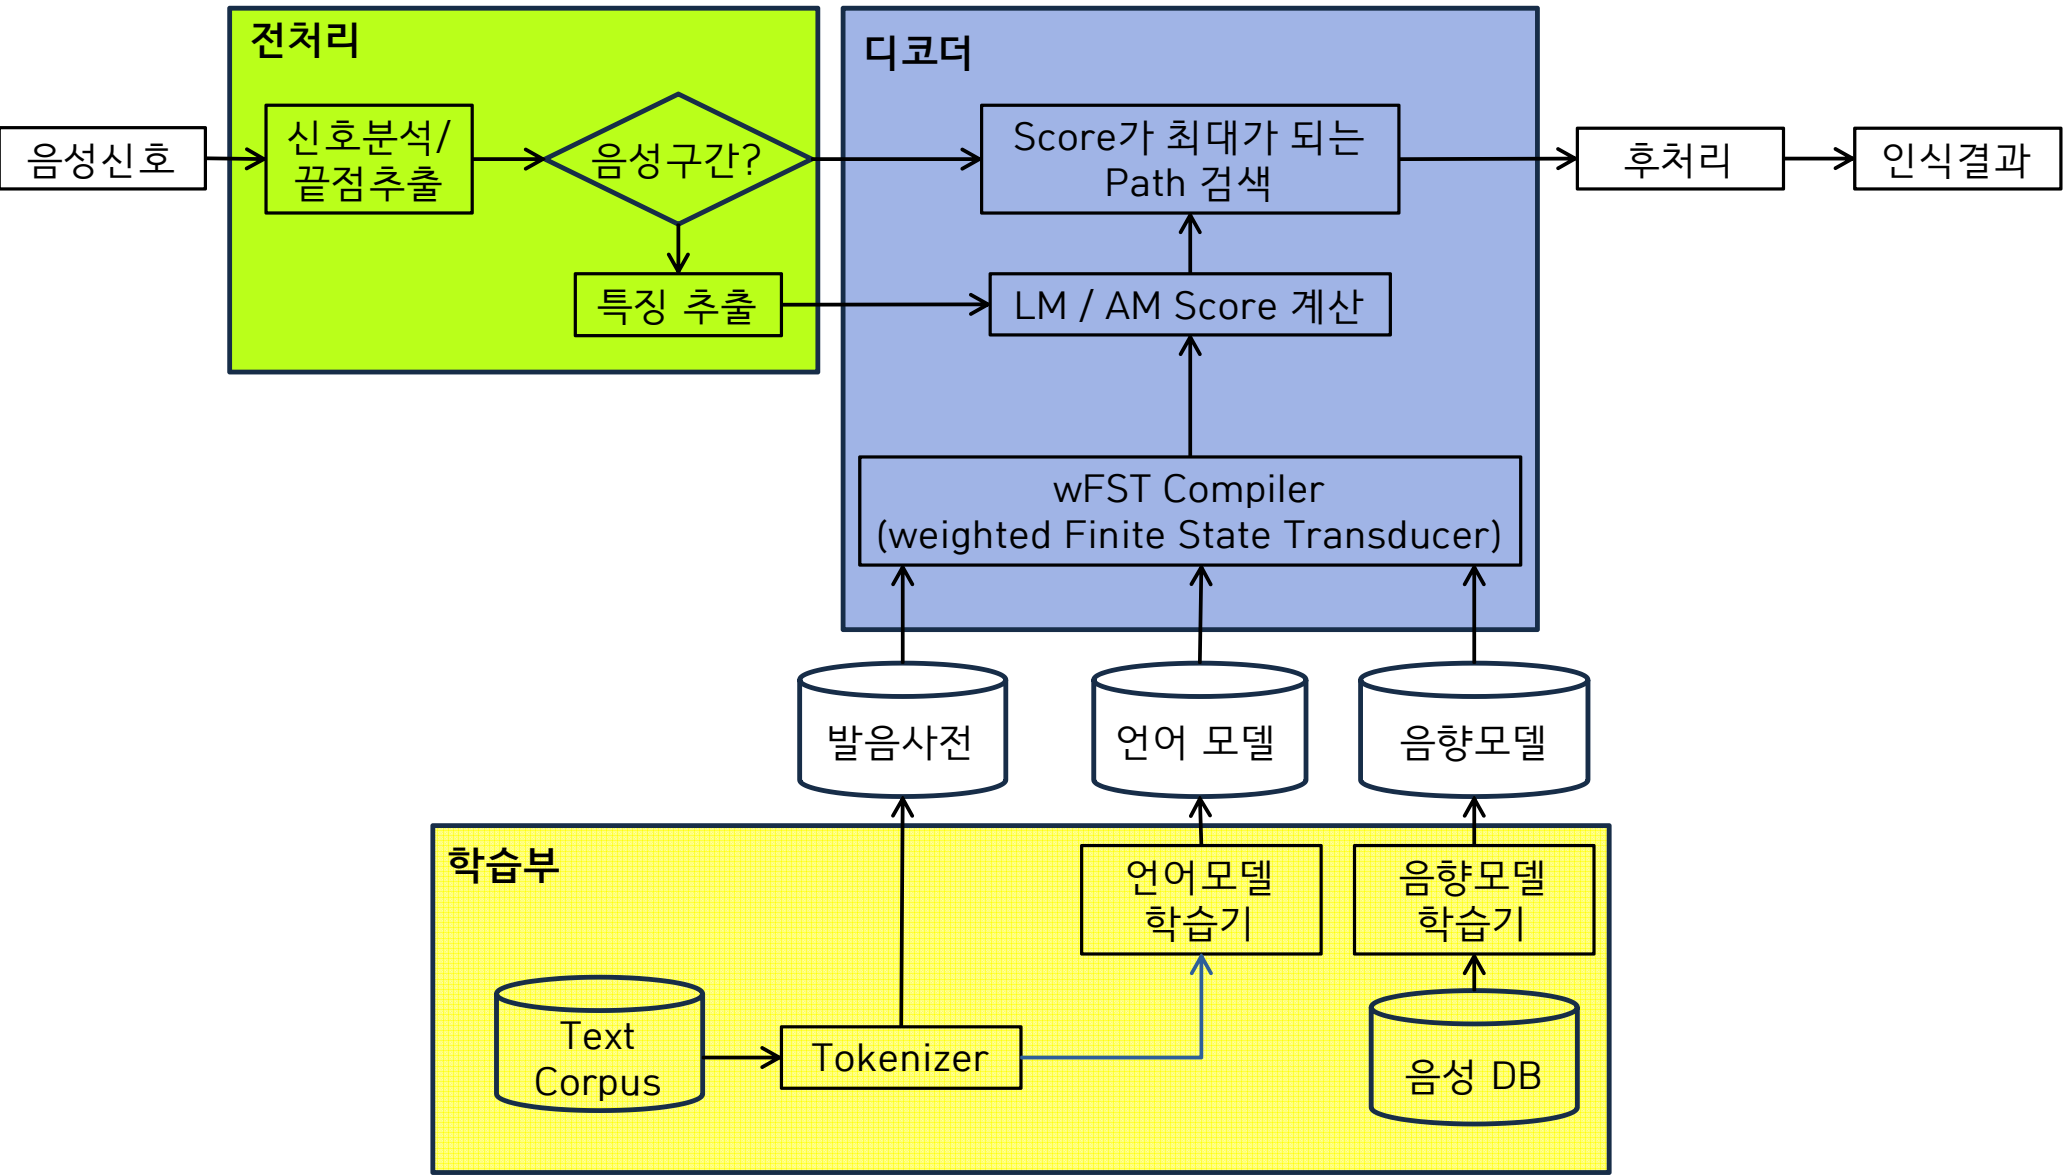 전처리
디코더
음성신호
신호분석/
끝점추출
음성구간?
Score가 최대가 되는
Path 검색
후처리
인식결과
특징 추출
LM / AM Score 계산
wFST Compiler
(weighted Finite State Transducer)
발음사전
언어 모델
음향모델
학습부
언어모델
학습기
음향모델
학습기
Text
Corpus
Tokenizer
음성 DB